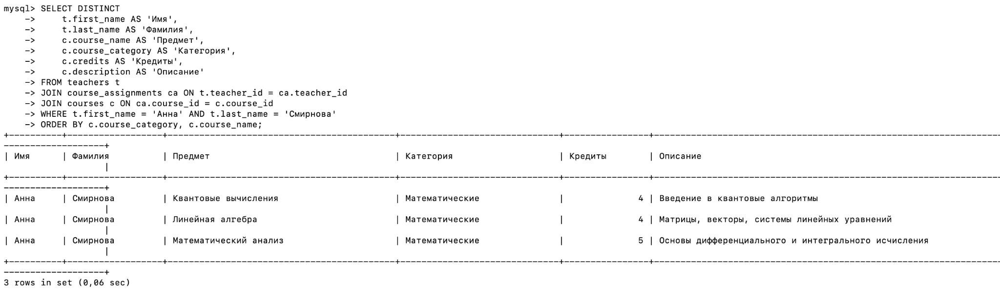 mysql> SELECT DISTINCT
    -> t.first_name AS 'Имя',
    -> t.last_name AS 'Фамилия',
    -> c.course_name AS 'Предмет',
    -> c.course_category AS 'Категория',
    -> c.credits AS 'Кредиты',
    -> c.description AS 'Описание'
    -> FROM teachers t
    -> JOIN course_assignments ca ON t.teacher_id = ca.teacher_id
    -> JOIN courses c ON ca.course_id = c.course_id
    -> WHERE t.first_name = 'Анна' AND t.last_name = 'Смирнова'
    -> ORDER BY c.course_category, c.course_name;
| Имя | Фамилия | Предмет | Категория | Кредиты | Описание
|
| Анна | Смирнова | Квантовые вычисления | Математические | 4 | Введение в квантовые алгоритмы
|
| Анна | Смирнова | Линейная алгебра | Математические | 4 | Матрицы, векторы, системы линейных уравнений
|
| Анна | Смирнова | Математический анализ | Математические | 5 | Основы дифференциального и интегрального исчисления
|
3 rows in set (0,06 sec)